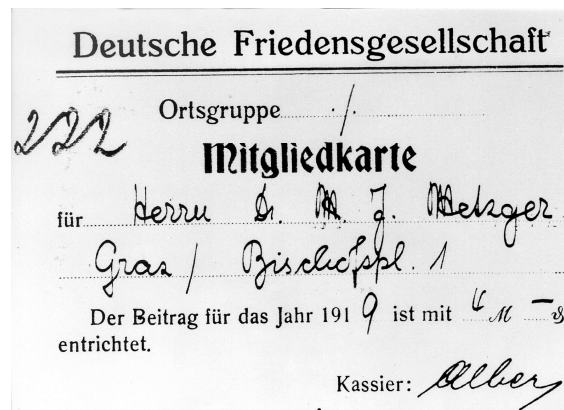 Deutsche Friedensgesellschaft
Ortsgruppe /
222
Mitgliedkarte
für Herrn Dr. M. J. Metzger
Graz / Bischofspl. 1
Der Beitrag für das Jahr 1919 ist mit 4 M —
entrichtet.
Kassier: Alber